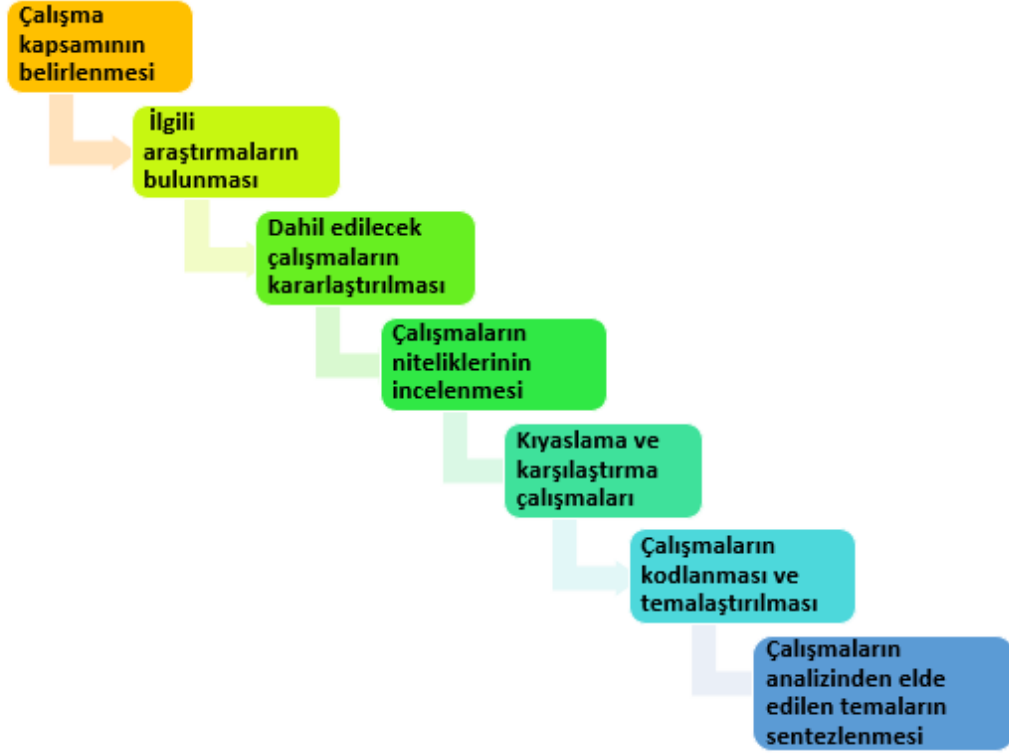 Çalışma
kapsamının
belirlenmesi
İlgili
araştırmaların
bulunması
Dahil edilecek
çalışmaların
kararlaştırılması
Çalışmaların
niteliklerinin
incelenmesi
Kıyaslama ve
karşılaştırma
çalışmaları
Çalışmaların
kodlanması ve
temalaştırılması
Çalışmaların
analizinden elde
edilen temaların
sentezlenmesi